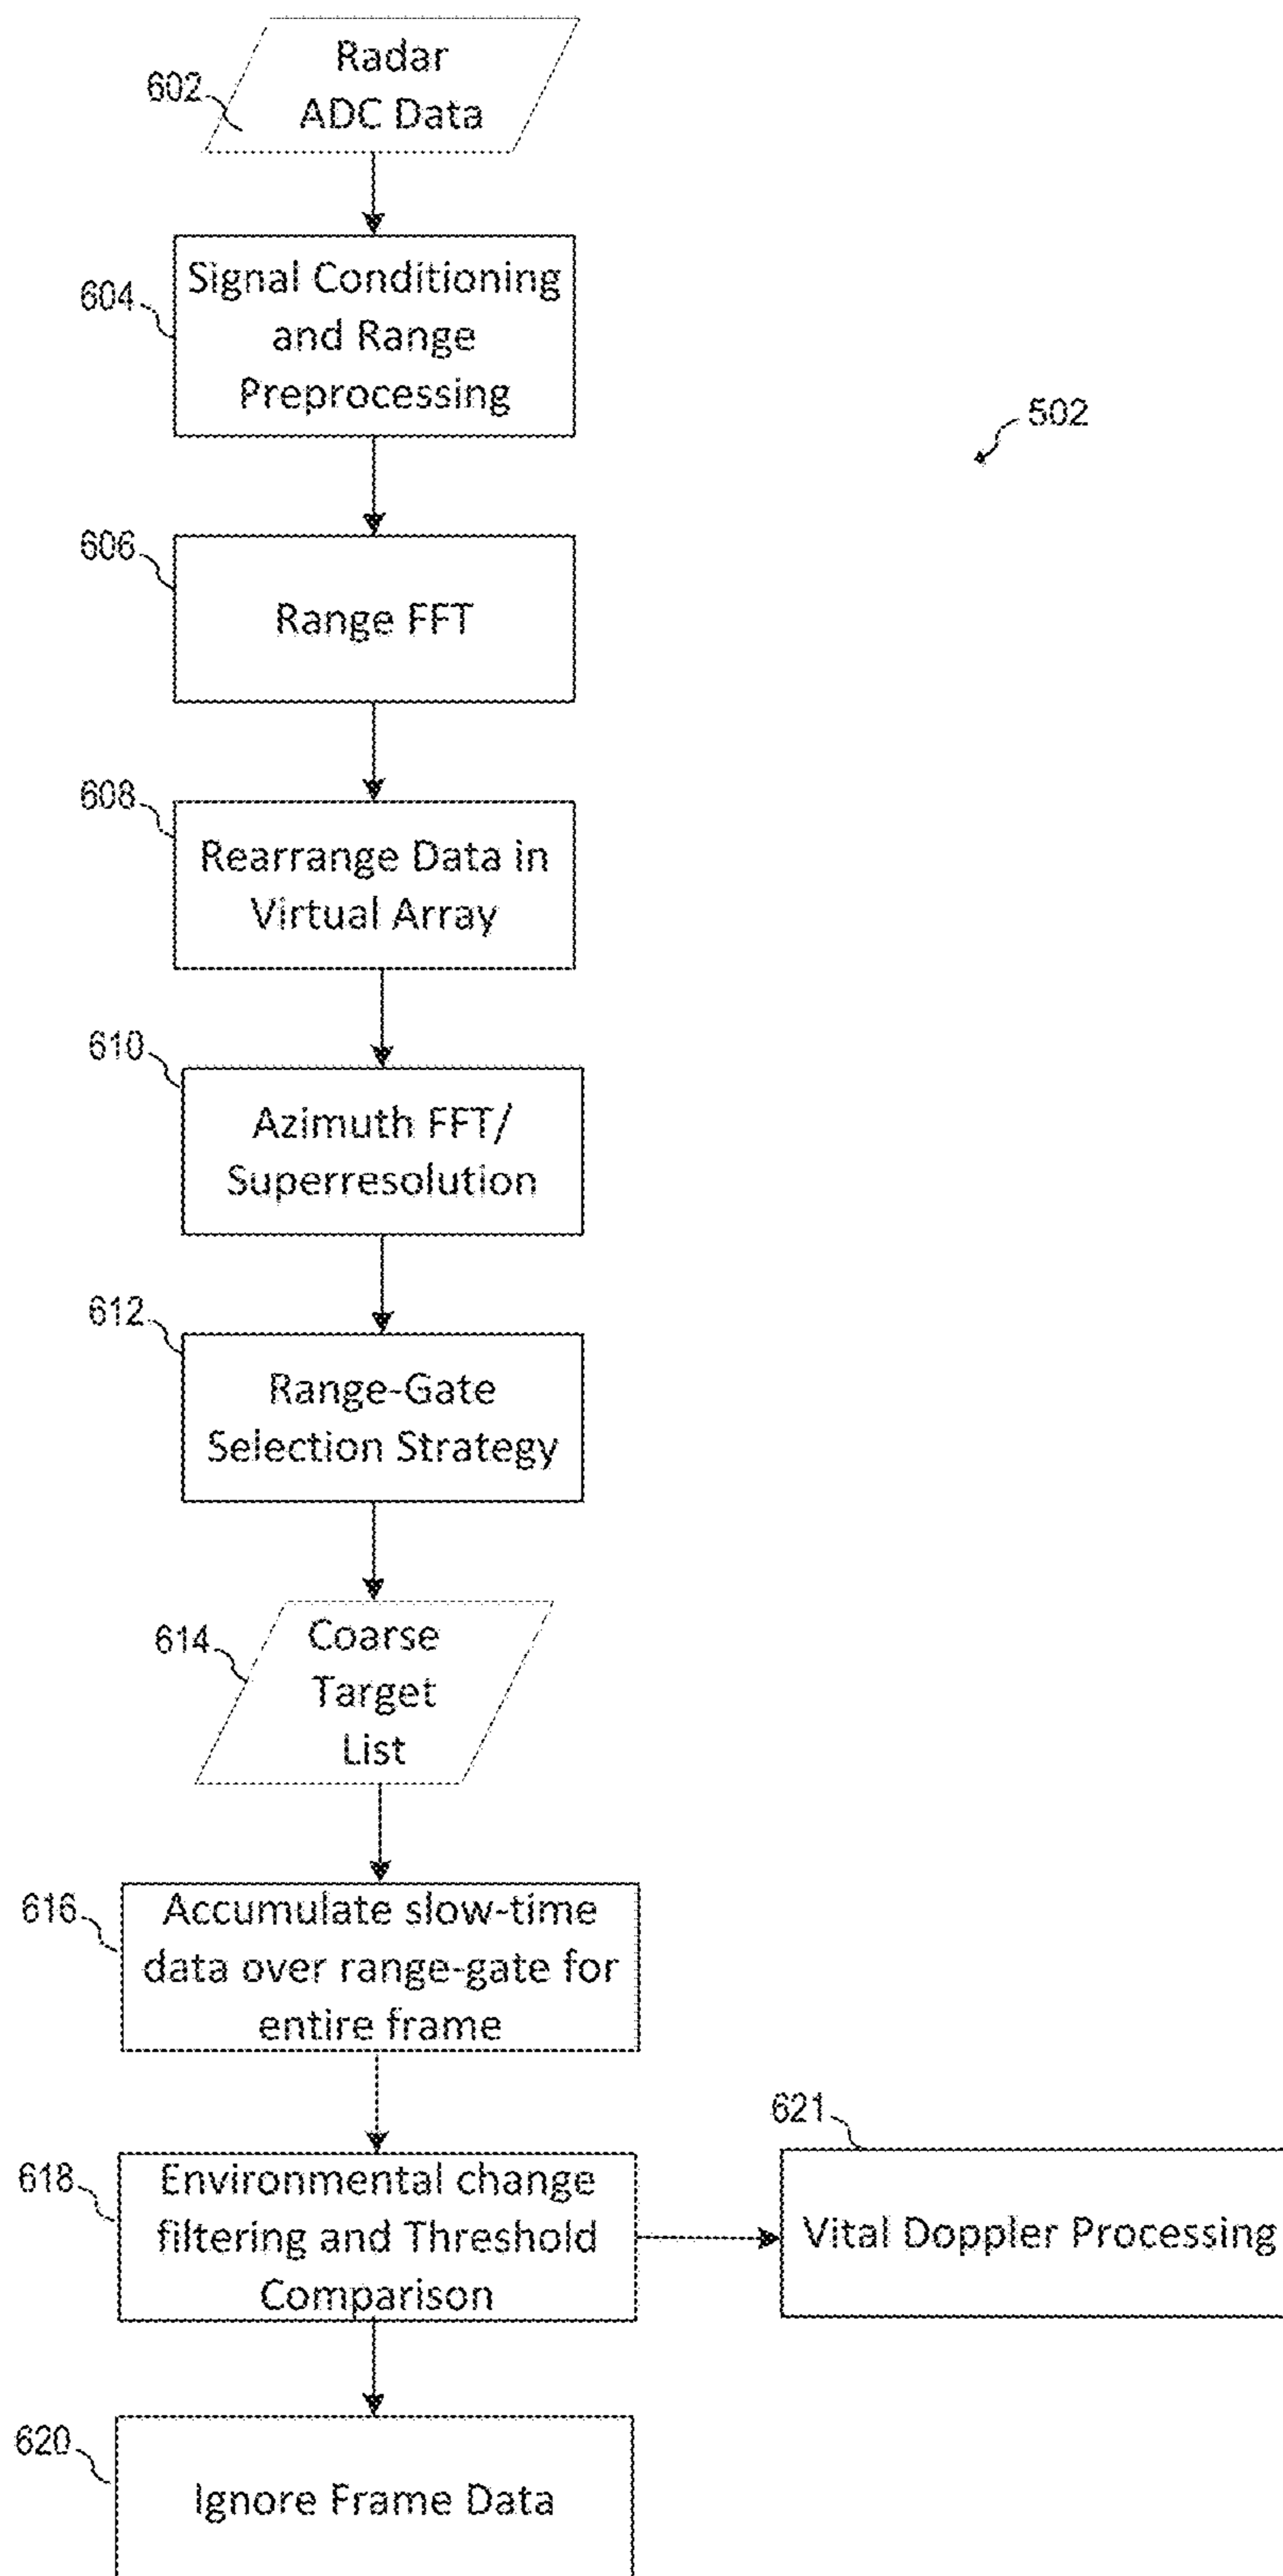 602
Radar
ADC Data
604
Signal Conditioning
and Range
Preprocessing
502
606
Range FFT
608
Rearrange Data in
Virtual Array
610
Azimuth FFT/
Superresolution
612
Range-Gate
Selection Strategy
614
Coarse
Target
List
616
Accumulate slow-time
data over range-gate for
entire frame
621
618
Environmental change
filtering and Threshold
Comparison
Vital Doppler Processing
620
Ignore Frame Data